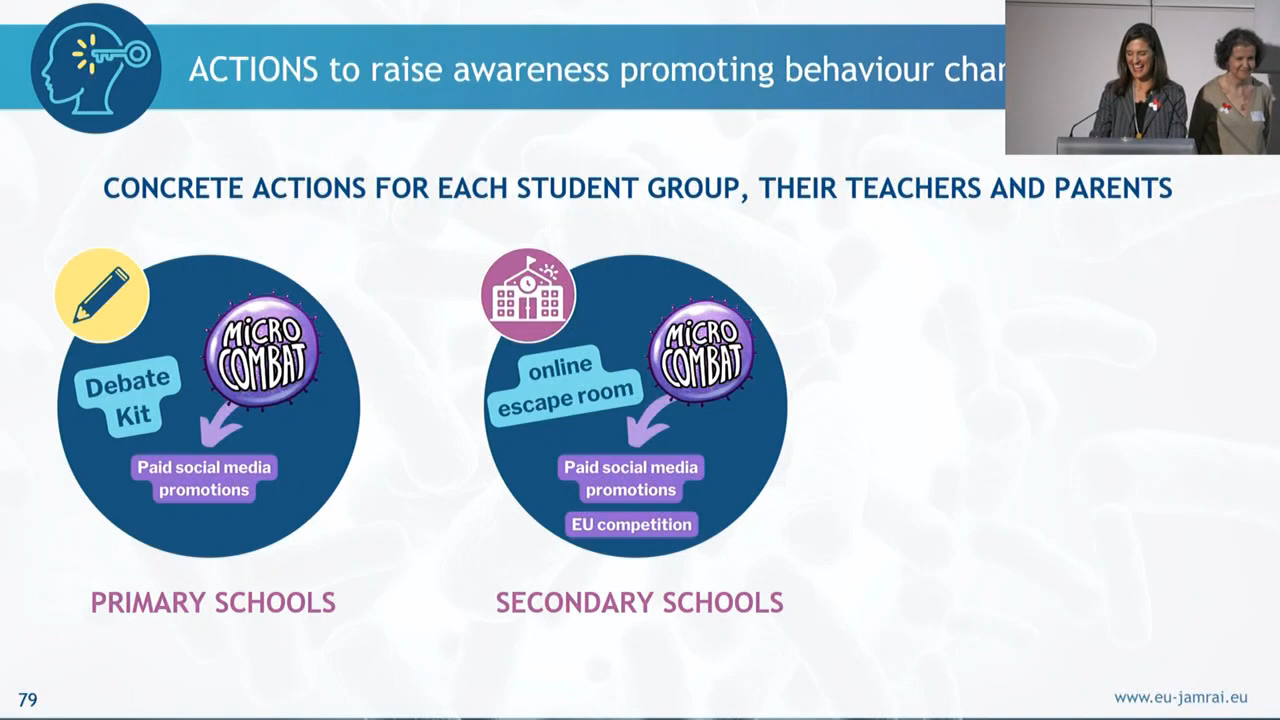 ACTIONS to raise awareness promoting behaviour
CONCRETE ACTIONS FOR EACH STUDENT GROUP, THEIR TEACHERS AND PARENTS
MiCRO
COMBAT
Debate
Kit
Paid social media
promotions
PRIMARY SCHOOLS
MiCRO
COMBAT
online
escape room
Paid social media
promotions
EU competition
SECONDARY SCHOOLS
79
www.eu-jamrai.eu